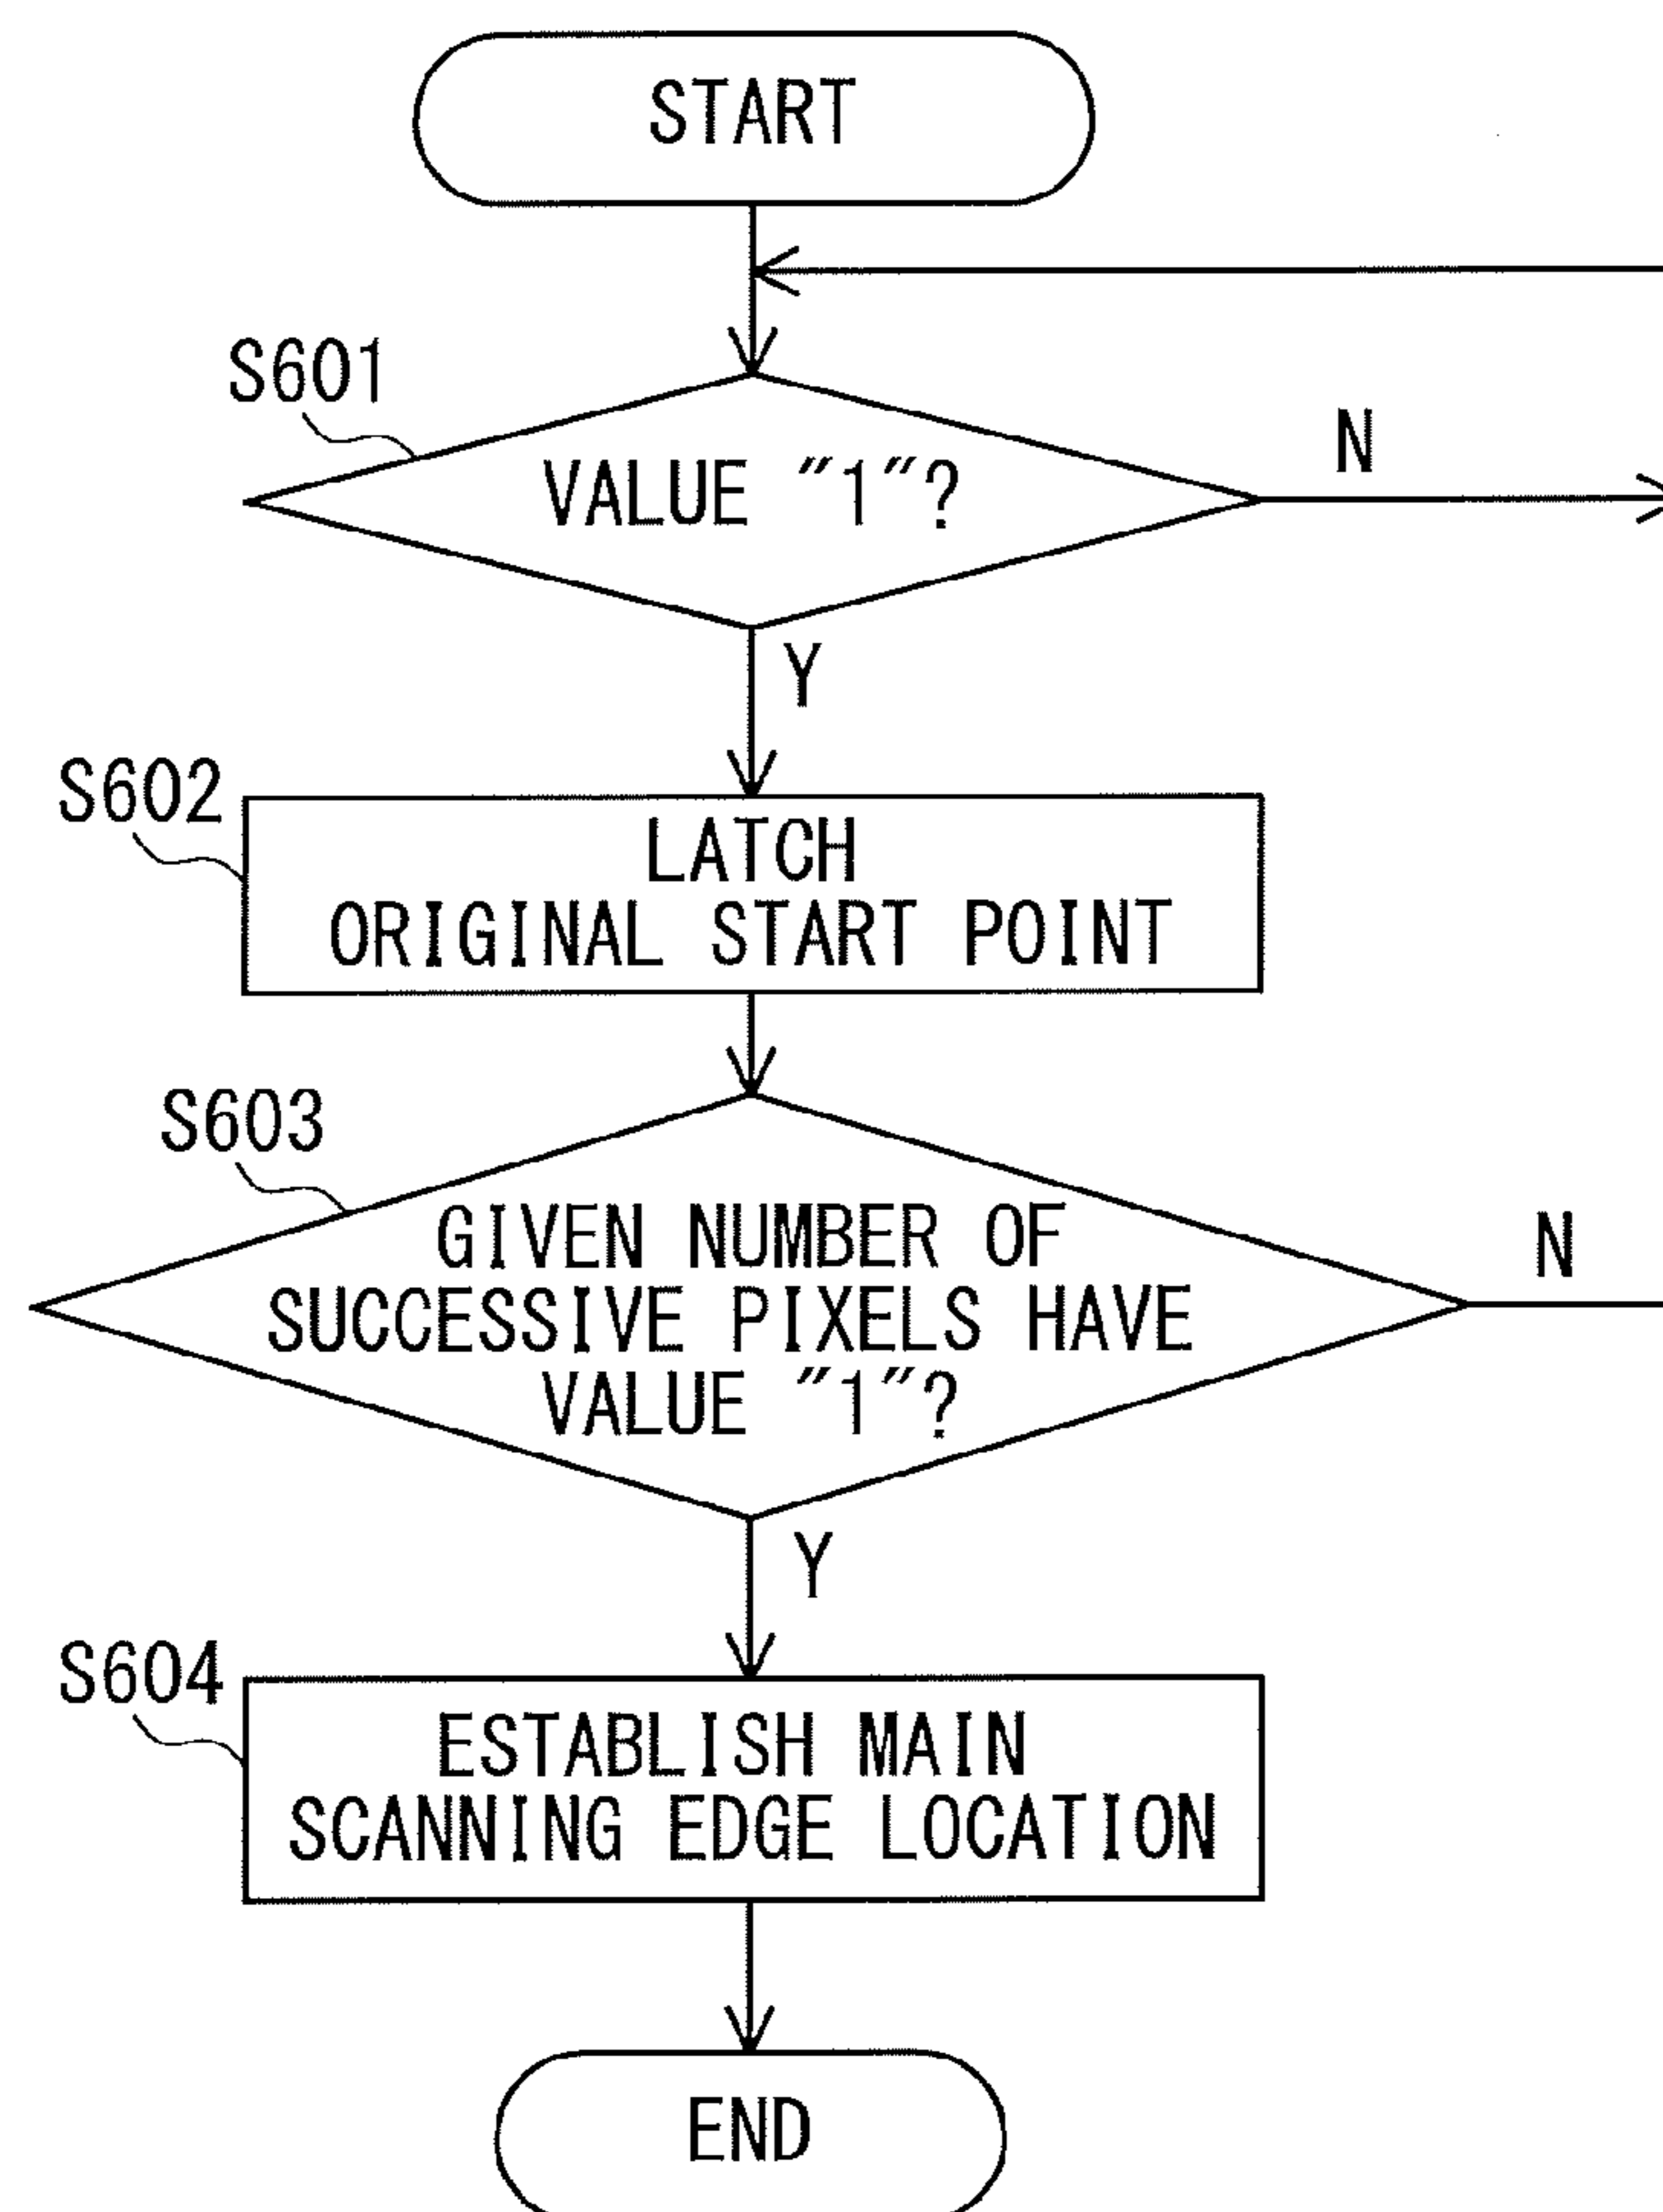 START
S601
VALUE "1"?
N
Y
S602
LATCH
ORIGINAL START POINT
S603
GIVEN NUMBER OF
SUCCESSIVE PIXELS HAVE
VALUE "1"?
N
Y
S604
ESTABLISH MAIN
SCANNING EDGE LOCATION
END